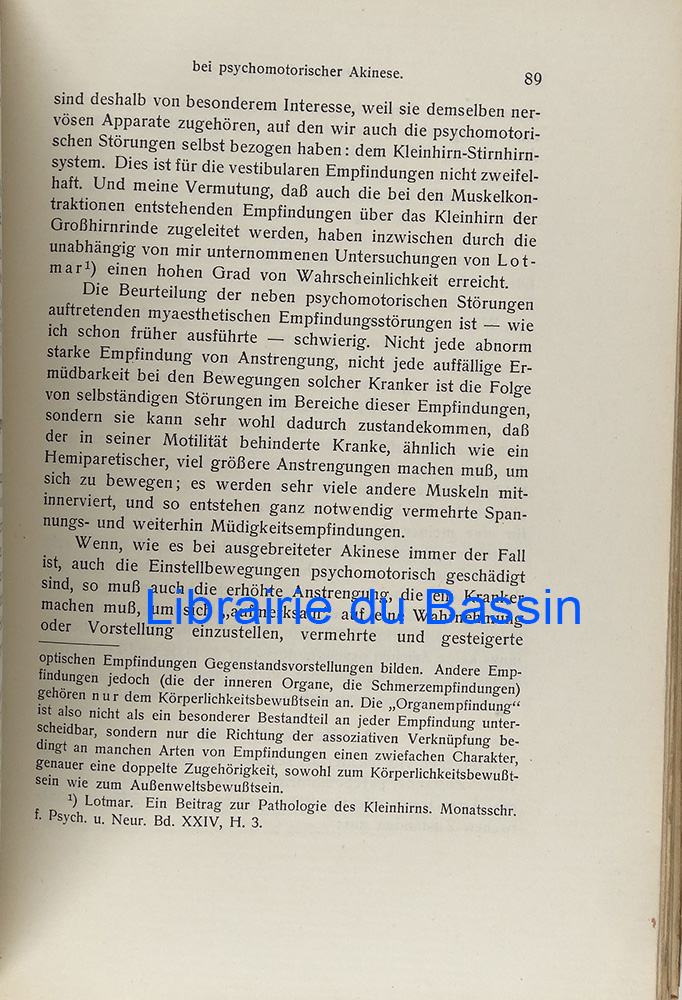 bei psychomotorischer Akinese.
89
sind deshalb von besonderem Interesse, weil sie demselben ner-
vösen Apparate zugehören, auf den wir auch die psychomotori-
schen Störungen selbst bezogen haben: dem Kleinhirn-Stirnhirn-
system. Dies ist für die vestibularen Empfindungen nicht zweifel-
haft. Und meine Vermutung, daß auch die bei den Muskelkon-
traktionen entstehenden Empfindungen über das Kleinhirn der
Großhirnrinde zugeleitet werden, haben inzwischen durch die
unabhängig von mir unternommenen Untersuchungen von Lot-
mar¹) einen hohen Grad von Wahrscheinlichkeit erreicht.
Die Beurteilung der neben psychomotorischen Störungen
auftretenden myaesthetischen Empfindungsstörungen ist — wie
ich schon früher ausführte — schwierig. Nicht jede abnorm
starke Empfindung von Anstrengung, nicht jede auffällige Er-
müdbarkeit bei den Bewegungen solcher Kranker ist die Folge
von selbständigen Störungen im Bereiche dieser Empfindungen,
sondern sie kann sehr wohl dadurch zustandekommen, daß
der in seiner Motilität behinderte Kranke, ähnlich wie ein
Hemiparetischer, viel größere Anstrengungen machen muß, um
sich zu bewegen; es werden sehr viele andere Muskeln mit-
innerviert, und so entstehen ganz notwendig vermehrte Span-
nungs- und weiterhin Müdigkeitsempfindungen.
Wenn, wie es bei ausgebreiteter Akinese immer der Fall
ist, auch die Einstellbewegungen psychomotorisch geschädigt
sind, so muß auch die erhöhte Anstrengung, die ein Kranker
machen muß, um sich „aufmerksam“ auf eine Wahrnehmung
Librairie du Bassin
oder Vorstellung einzustellen, vermehrte und gesteigerte
optischen Empfindungen Gegenstandsvorstellungen bilden. Andere Emp-
findungen jedoch (die der inneren Organe, die Schmerzempfindungen)
gehören nur dem Körperlichkeitsbewußtsein an. Die „Organempfindung“
ist also nicht als ein besonderer Bestandteil an jeder Empfindung unter-
scheidbar, sondern nur die Richtung der assoziativen Verknüpfung be-
dingt an manchen Arten von Empfindungen einen zwiefachen Charakter,
genauer eine doppelte Zugehörigkeit, sowohl zum Körperlichkeitsbewußt-
sein wie zum Außenweltsbewußtsein.
¹) Lotmar. Ein Beitrag zur Pathologie des Kleinhirns. Monatsschr.
f. Psych. u. Neur. Bd. XXIV, H. 3.